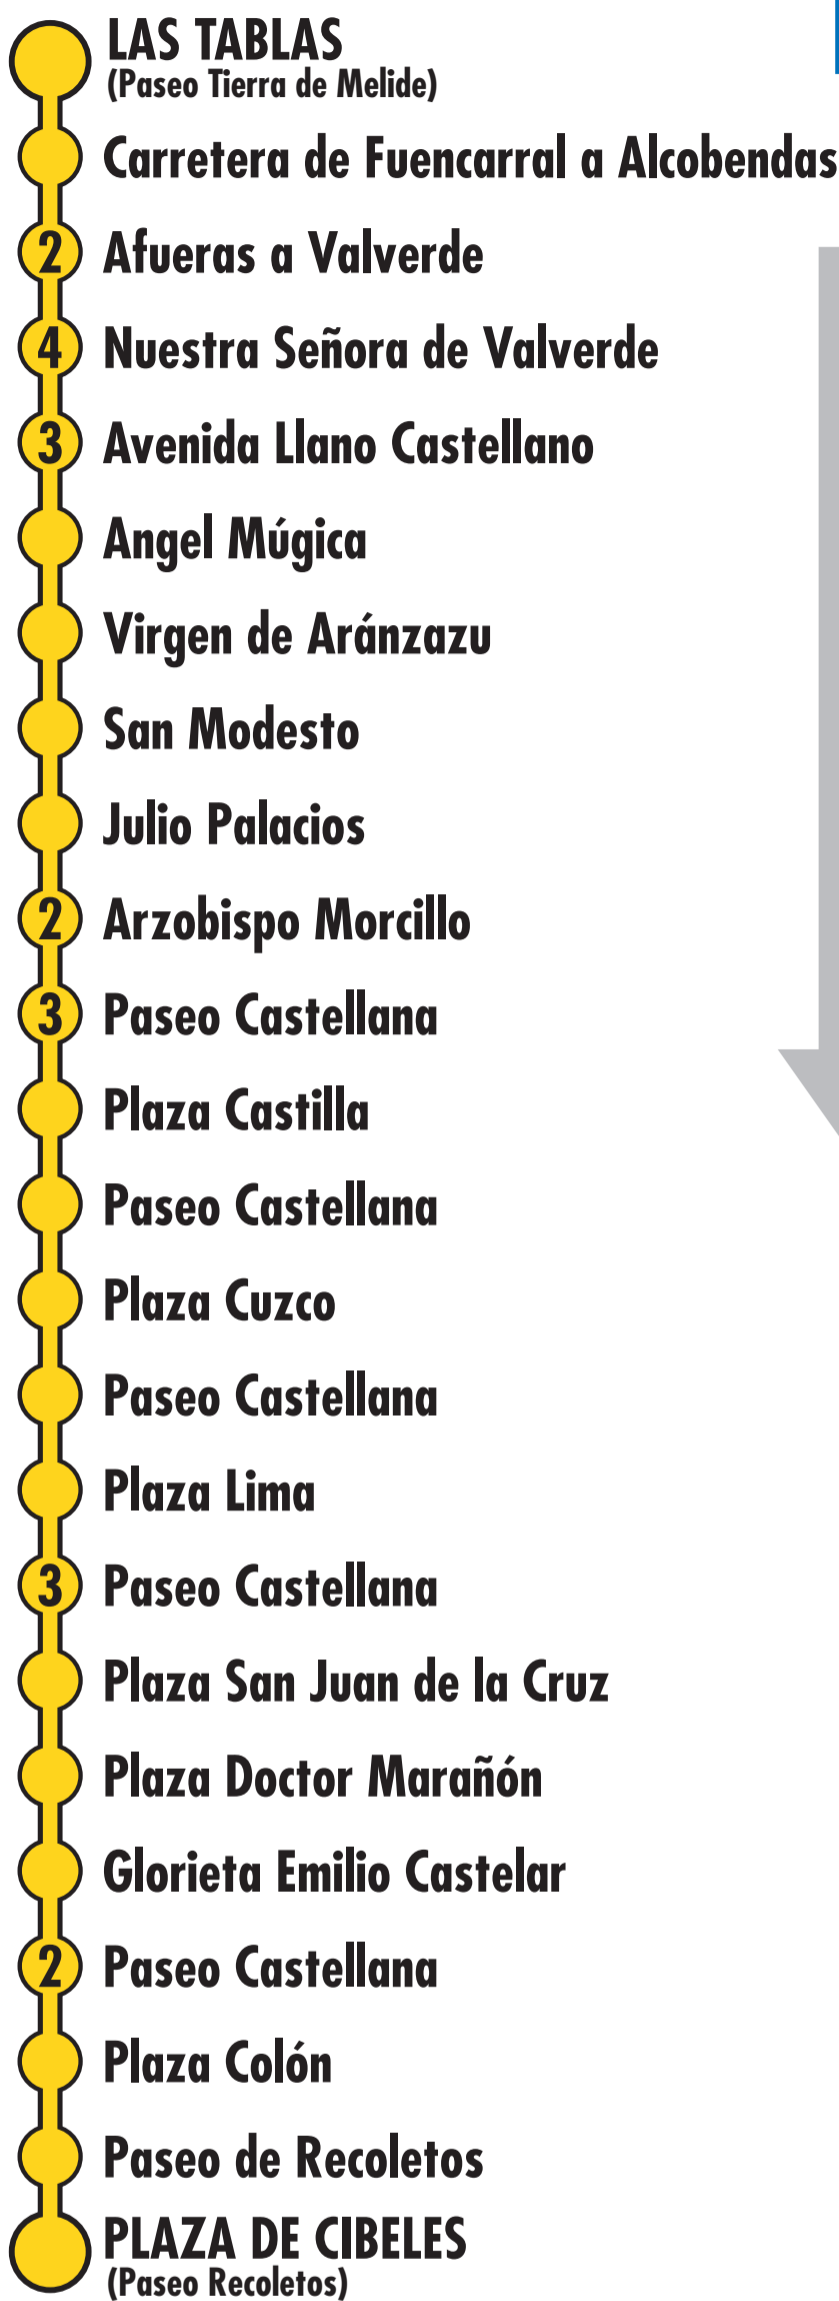 LAS TABLAS
(Paseo Tierra de Melide)
Carretera de Fuencarral a Alcobendas
2 Afueras a Valverde
4 Nuestra Señora de Valverde
3 Avenida Llano Castellano
Angel Múgica
Virgen de Aránzazu
San Modesto
Julio Palacios
2 Arzobispo Morcillo
3 Paseo Castellana
Plaza Castilla
Paseo Castellana
Plaza Cuzco
Paseo Castellana
Plaza Lima
3 Paseo Castellana
Plaza San Juan de la Cruz
Plaza Doctor Marañón
Glorieta Emilio Castelar
2 Paseo Castellana
Plaza Colón
Paseo de Recoletos
PLAZA DE CIBELES
(Paseo Recoletos)